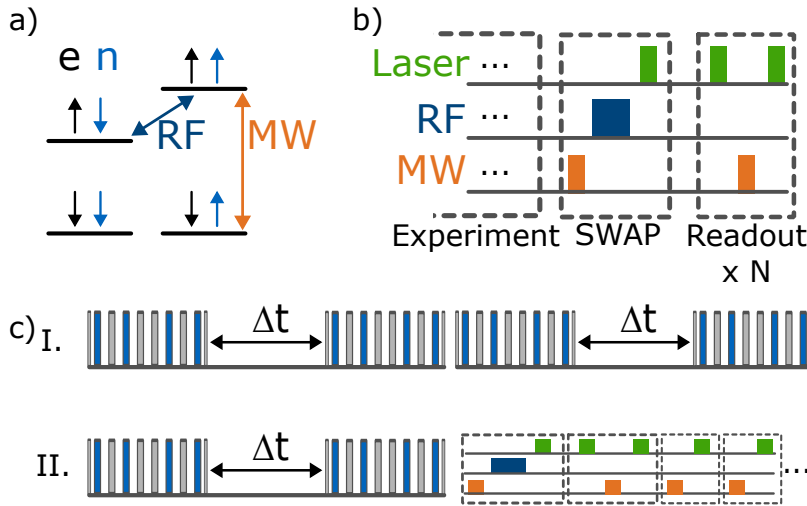 a)
e n
RF
MW
b)
Laser ...
RF ...
MW ...
Experiment SWAP Readout
x N
c)
I.
Δt Δt
II.
Δt ...